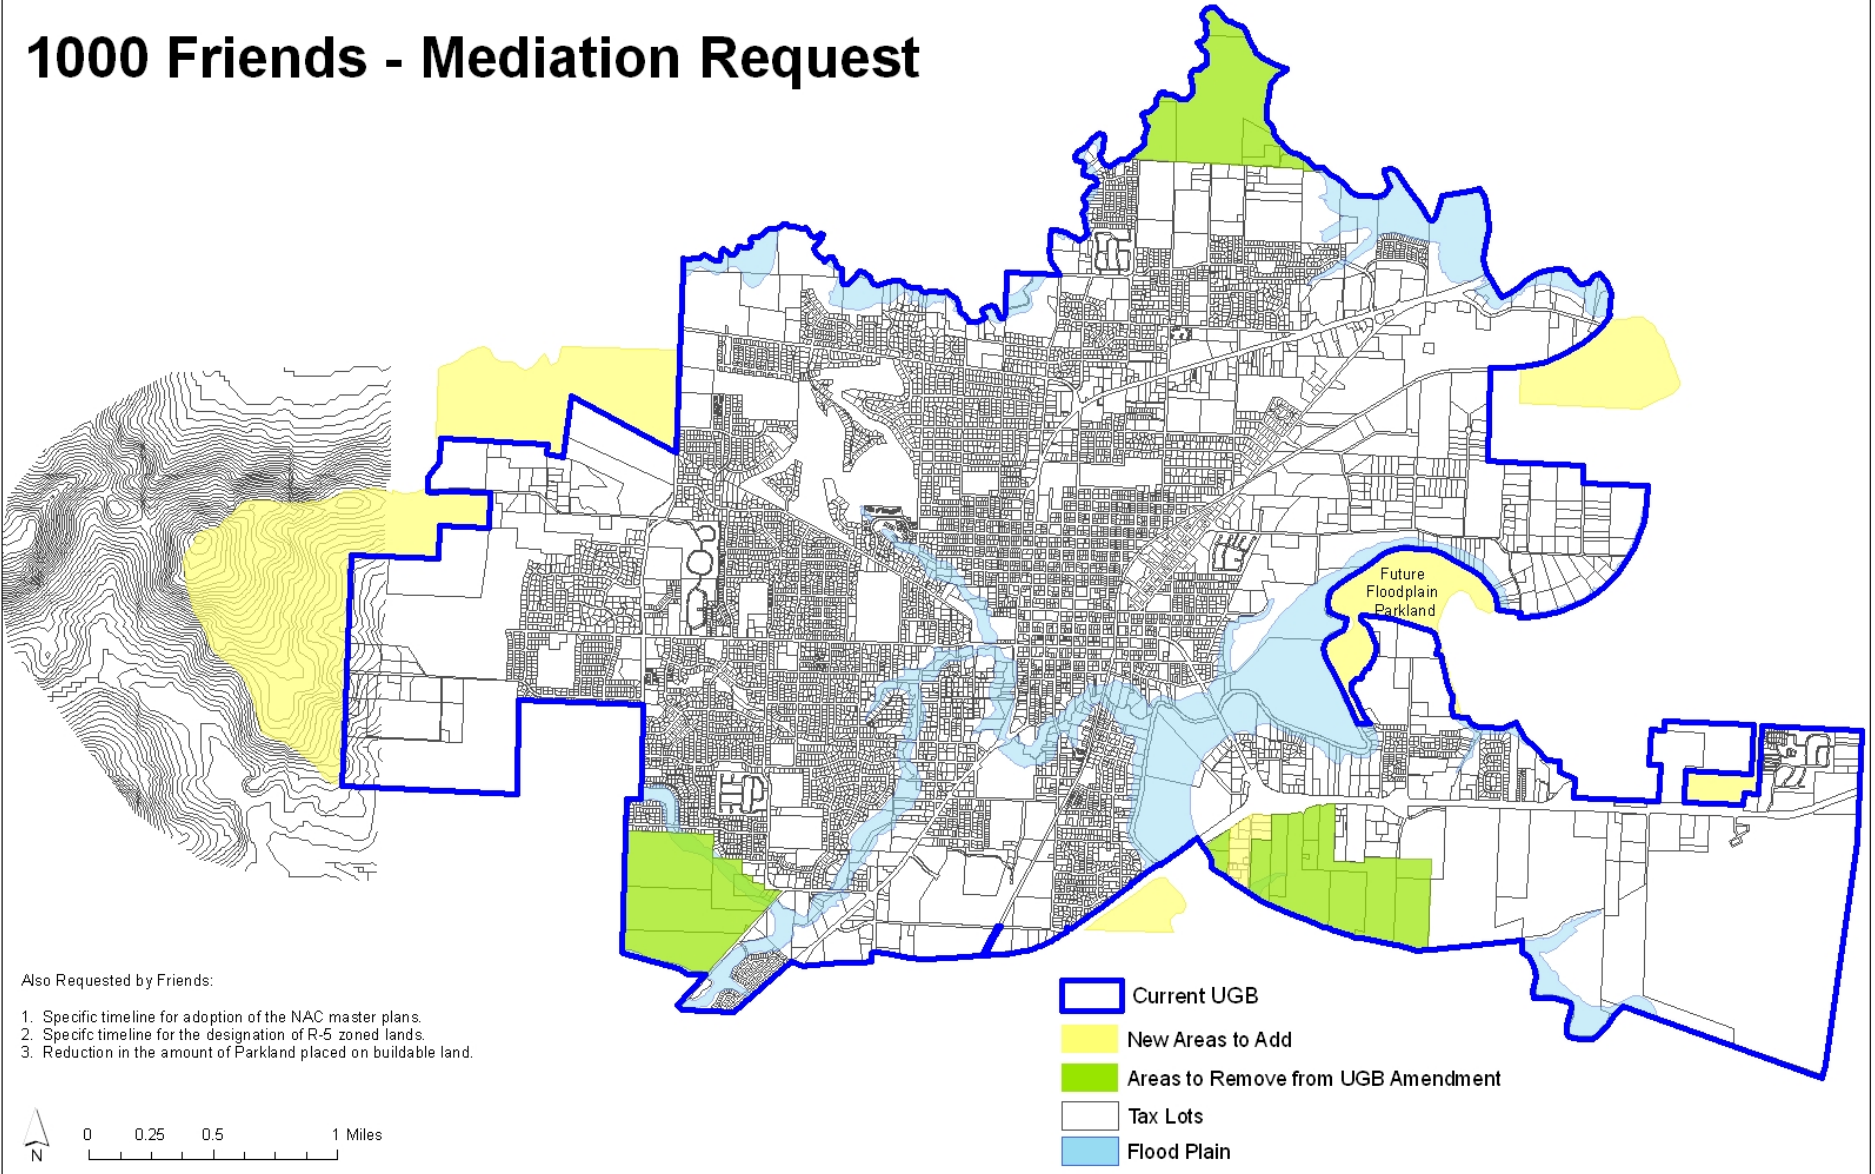 1000 Friends - Mediation Request
Future
Floodplain
Parkland
Also Requested by Friends:
1. Specific timeline for adoption of the NAC master plans.
2. Specifc timeline for the designation of R-5 zoned lands.
3. Reduction in the amount of Parkland placed on buildable land.
N
0 0.25 0.5 1 Miles
Current UGB
New Areas to Add
Areas to Remove from UGB Amendment
Tax Lots
Flood Plain